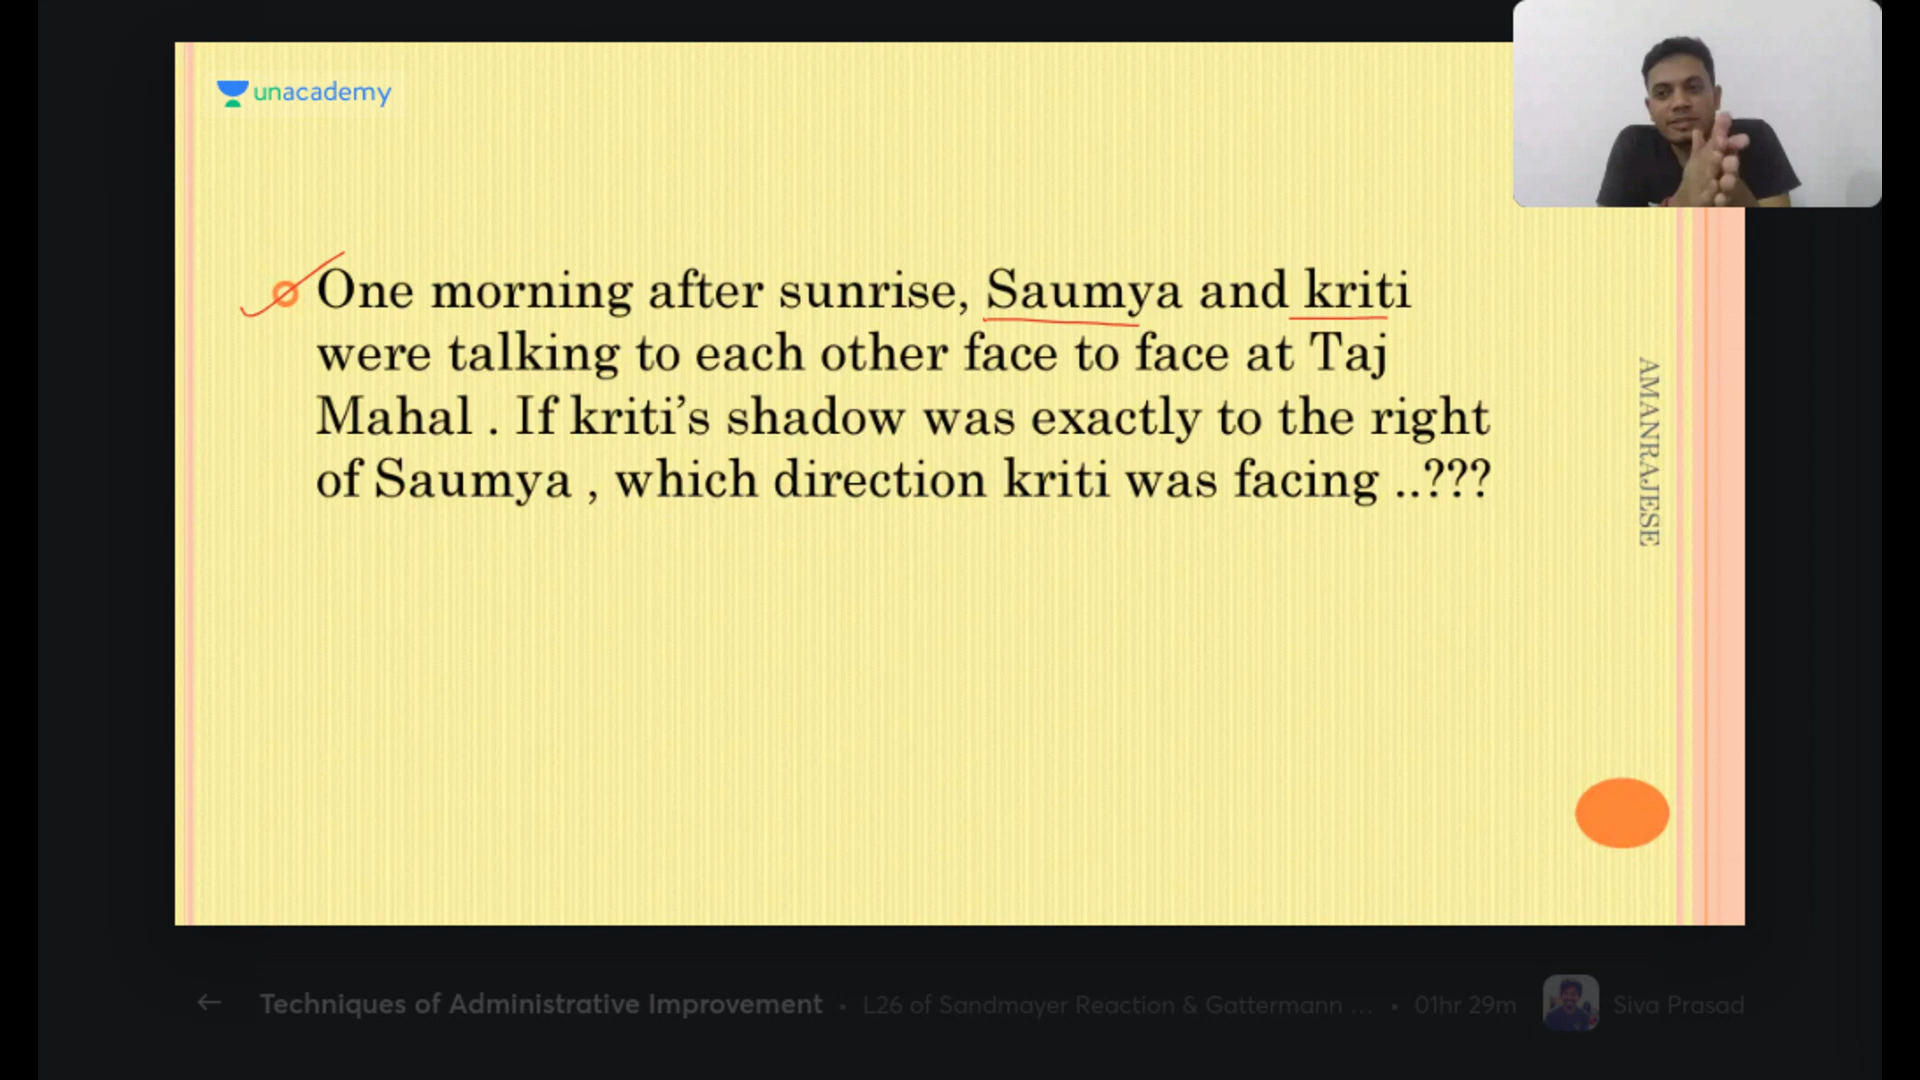 unacademy
One morning after sunrise, Saumya and kriti
were talking to each other face to face at Taj
Mahal . If kriti’s shadow was exactly to the right
of Saumya , which direction kriti was facing ..???
AMANRAJESE
Techniques of Administrative Improvement • L26 of Sandmayer Reaction & Gattermann ... • 01hr 29m Siva Prasad